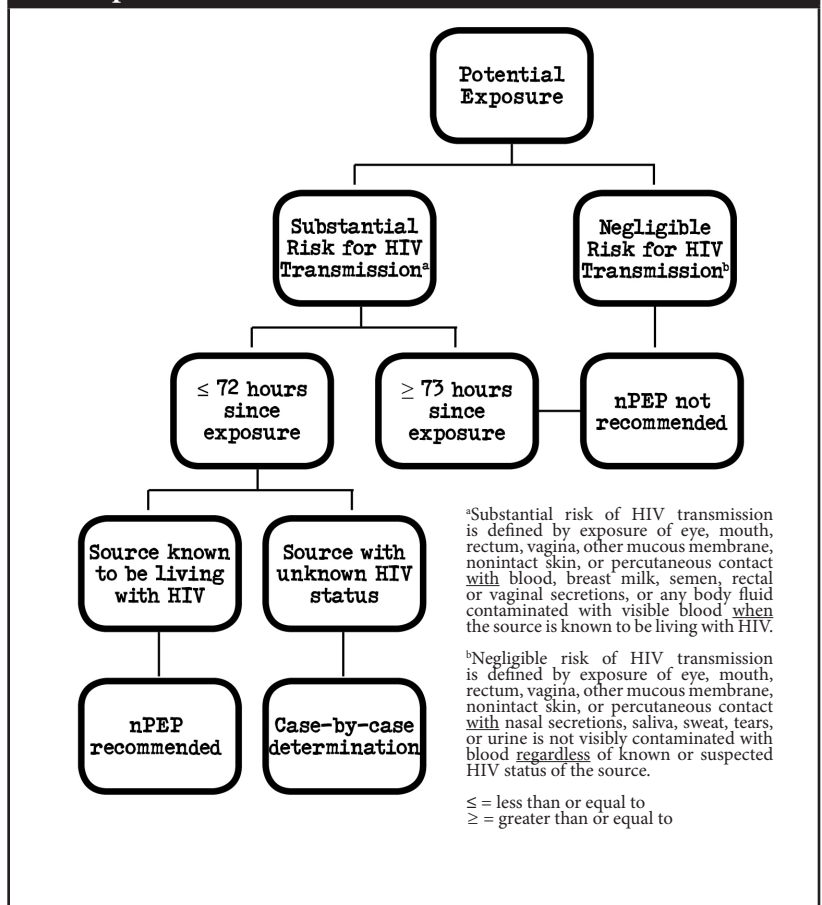 Potential
Exposure
Substantial
Risk for HIV
Transmissionᵃ
Negligible
Risk for HIV
Transmissionᵇ
≤ 72 hours
since
exposure
≥ 73 hours
since
exposure
nPEP not
recommended
Source known
to be living
with HIV
Source with
unknown HIV
status
nPEP
recommended
Case-by-case
determination
ᵃSubstantial risk of HIV transmission
is defined by exposure of eye, mouth,
rectum, vagina, other mucous membrane,
nonintact skin, or percutaneous contact
with blood, breast milk, semen, rectal
or vaginal secretions, or any body fluid
contaminated with visible blood when
the source is known to be living with HIV.
ᵇNegligible risk of HIV transmission
is defined by exposure of eye, mouth,
rectum, vagina, other mucous membrane,
nonintact skin, or percutaneous contact
with nasal secretions, saliva, sweat, tears,
or urine is not visibly contaminated with
blood regardless of known or suspected
HIV status of the source.
≤ = less than or equal to
≥ = greater than or equal to